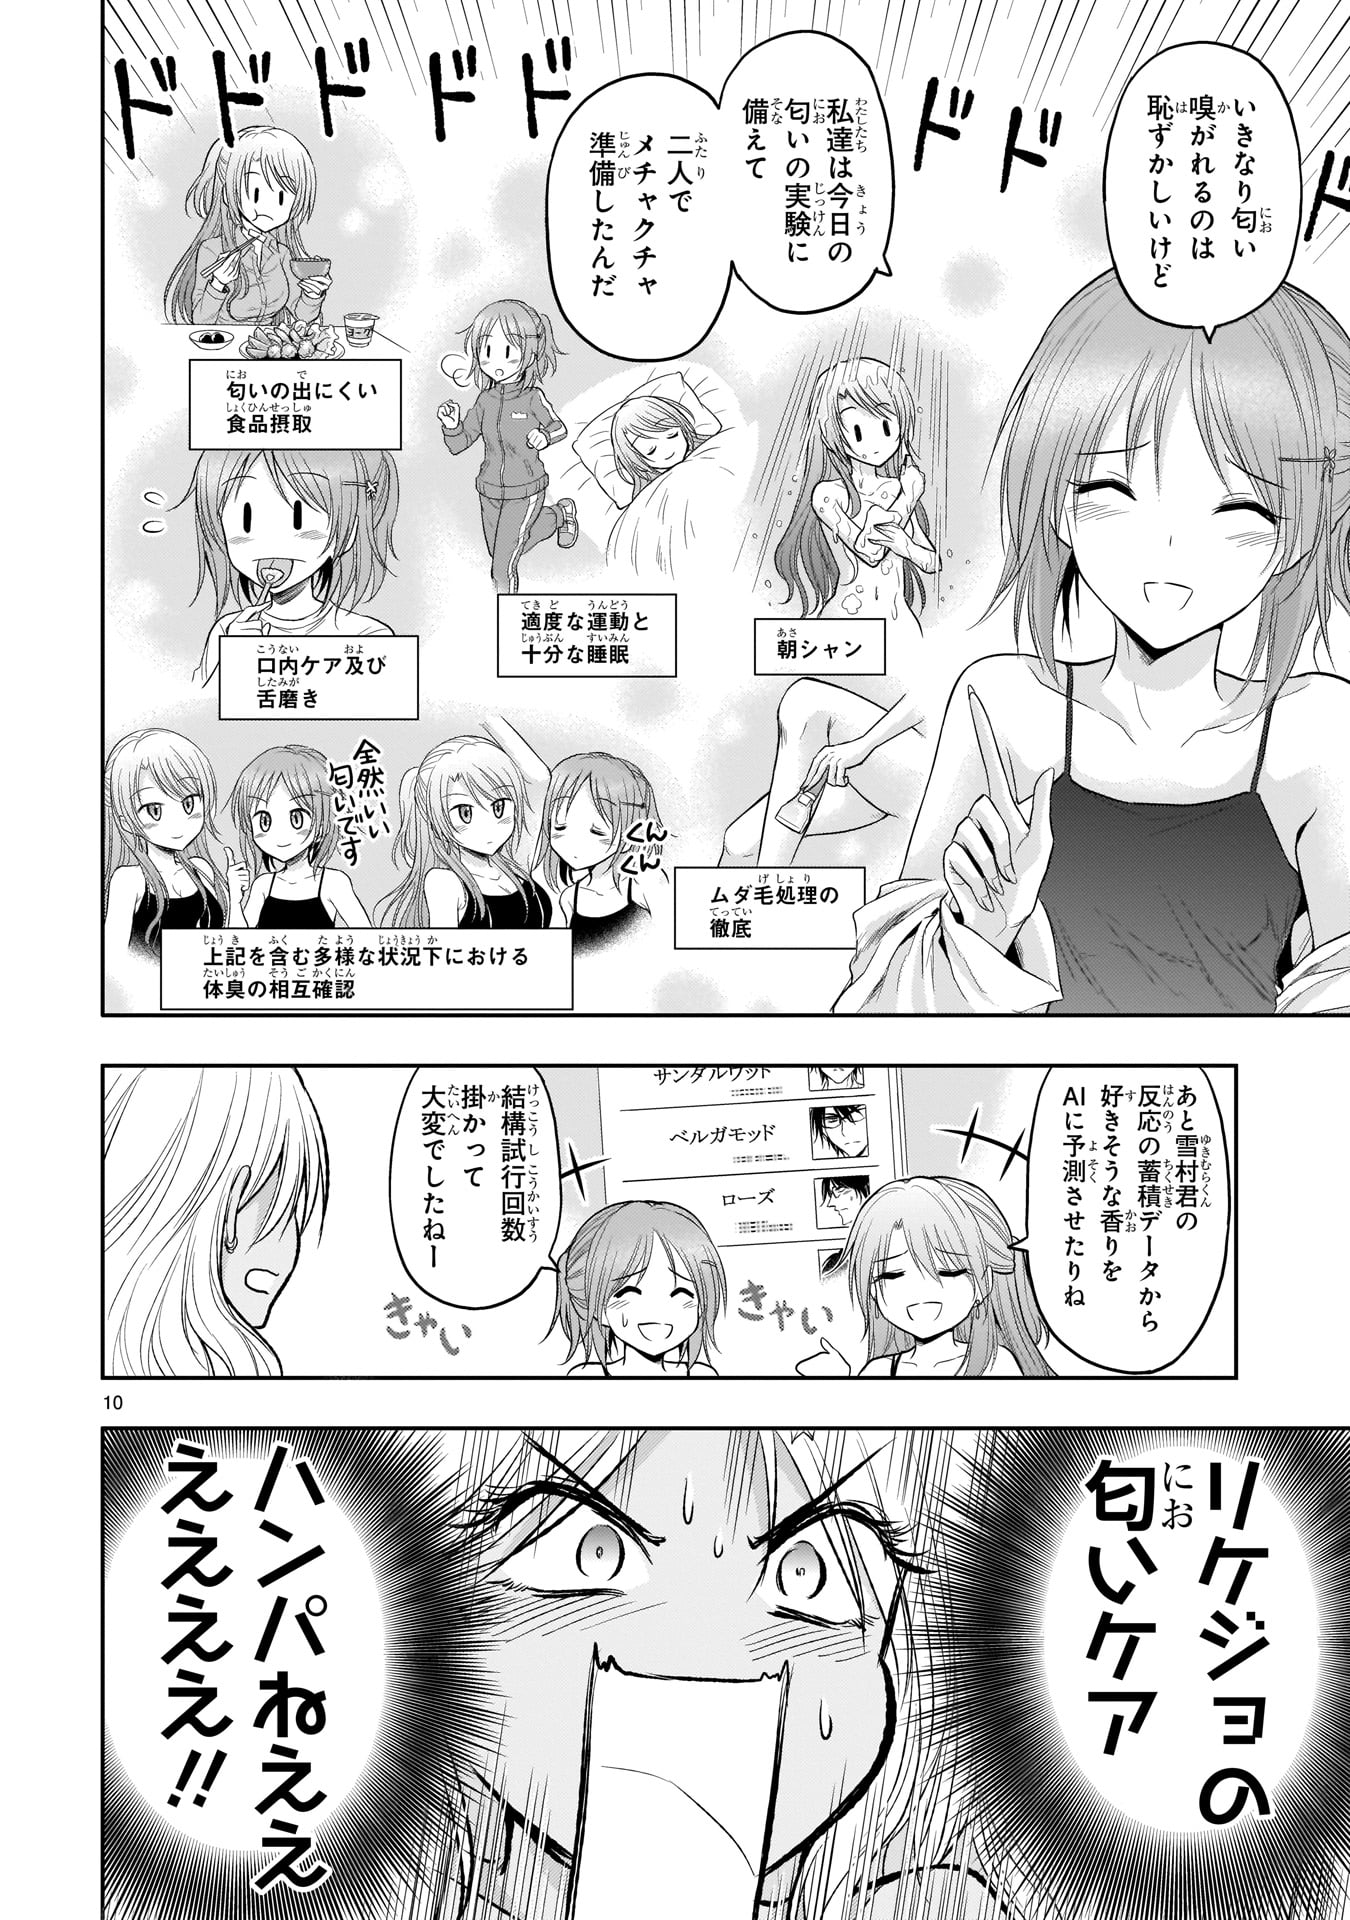 いきなり匂い
嗅がれるのは
恥ずかしいけど
私達は今日の
匂いの実験に
備えて
二人で
メチャクチャ
準備したんだ
ドドドドド
ドドド
朝シャン
適度な運動と
十分な睡眠
匂いの出にくい
食品摂取
口内ケア及び
舌磨き
ムダ毛処理の
徹底
くんくん
全然いい
匂いです
上記を含む多様な状況下における
体臭の相互確認
あと雪村君の
反応の蓄積データから
好きそうな香りを
AIに予測させたりね
サンダルウッド
ベルガモッド
ローズ
結構試行回数
掛かって
大変でしたねー
きゃい
きゃい
10
リケジョの
匂いケア
ハンパねええ
ええええええ!!